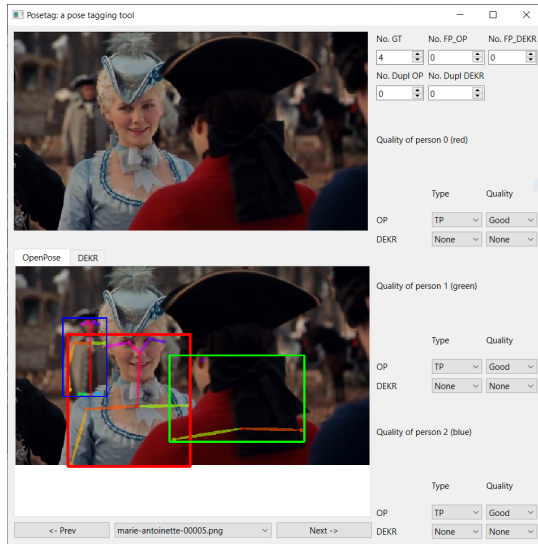 Posetag: a pose tagging tool
No. GT No. FP_OP No. FP_DEKR
4 0 0
No. Dupl OP No. Dupl DEKR
0 0
Quality of person 0 (red)
Type Quality
OP TP Good
DEKR None None
OpenPose DEKR
Quality of person 1 (green)
Type Quality
OP TP Good
DEKR None None
Quality of person 2 (blue)
Type Quality
OP TP Good
DEKR None None
<- Prev marie-antoinette-00005.png Next ->